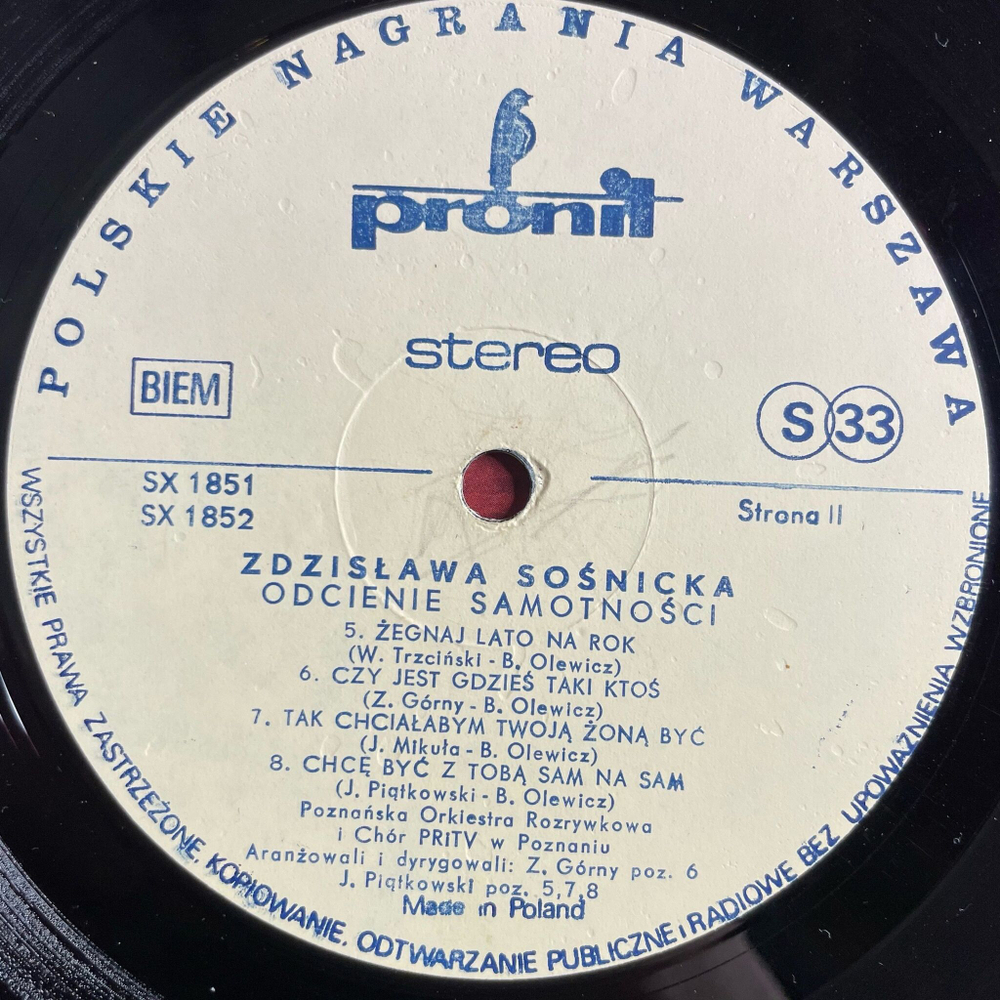 POLSKIE NAGRANIA WARSZAWA
pronit
stereo
BIEM
S 33
SX 1851
SX 1852
Strona II
ZDZISŁAWA SOŚNICKA
ODCIENIE SAMOTNOŚCI
5. ŻEGNAJ LATO NA ROK
(W. Trzciński - B. Olewicz)
6. CZY JEST GDZIEŚ TAKI KTOŚ
(Z. Górny - B. Olewicz)
7. TAK CHCIAŁABYM TWOJĄ ŻONĄ BYĆ
(J. Mikuła - B. Olewicz)
8. CHCĘ BYĆ Z TOBĄ SAM NA SAM
(J. Piątkowski - B. Olewicz)
Poznańska Orkiestra Rozrywkowa
i Chór PRiTV w Poznaniu
Aranżowali i dyrygowali: Z. Górny poz. 6
J. Piątkowski poz. 5,7,8
Made in Poland
WSZYSTKIE PRAWA ZASTRZEŻONE. KOPIOWANIE, ODTWARZANIE PUBLICZNE i RADIOWE BEZ UPOWAŻNIENIA WZBRONIONE